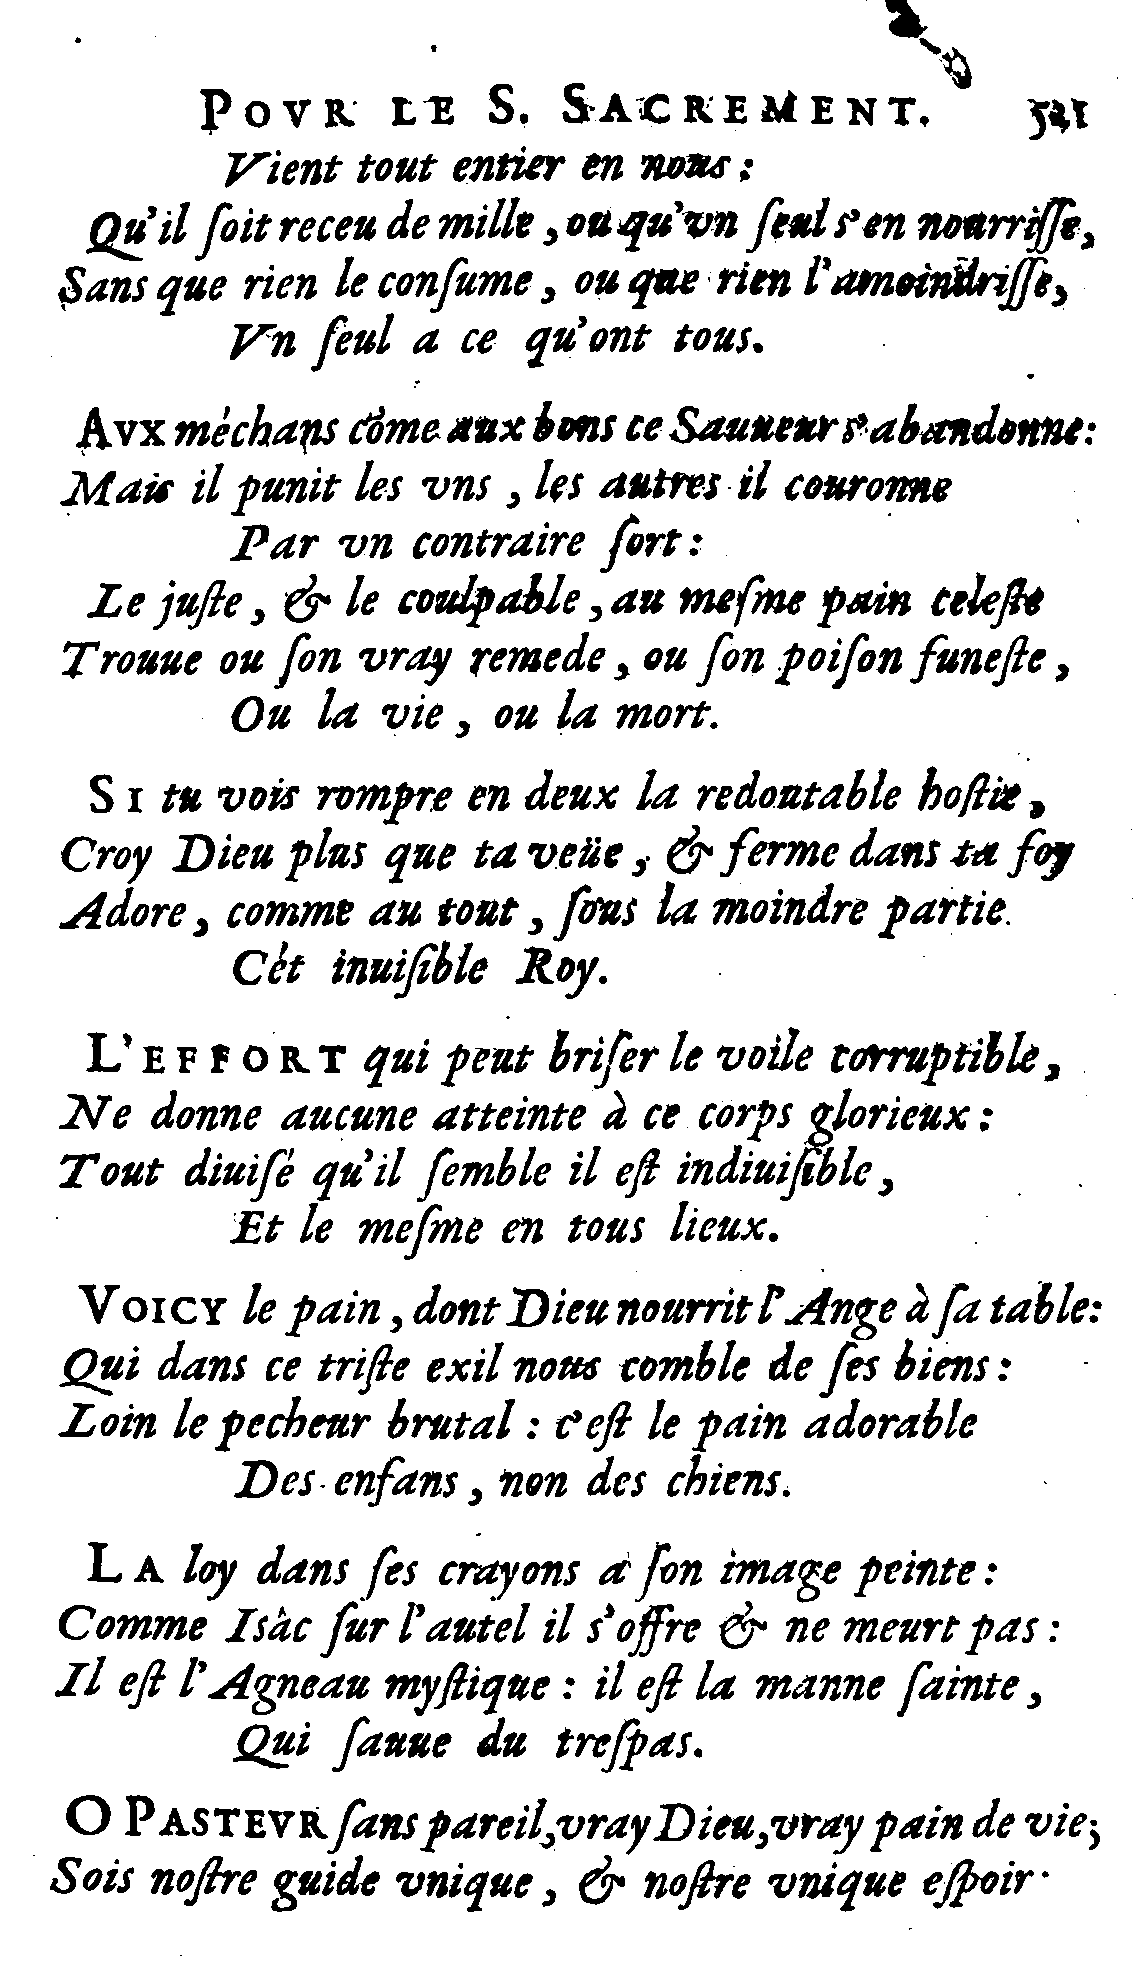 POVR LE S. SACREMENT. 521
Vient tout entier en nous :
Qu'il ſoit receu de mille , ou qu'vn ſeul s'en nourriſſe,
Sans que rien le conſume , ou que rien l'amoindriſſe,
Vn ſeul a ce qu'ont tous.
AVX méchans cõme aux bons ce Sauueur s'abandonne:
Mais il punit les vns , les autres il couronne
Par vn contraire ſort :
Le juſte , & le coulpable , au meſme pain celeſte
Trouue ou ſon vray remede , ou ſon poiſon funeſte ,
Ou la vie , ou la mort.
SI tu vois rompre en deux la redoutable hoſtie ,
Croy Dieu plus que ta veüe , & ferme dans ta foy
Adore , comme au tout , ſous la moindre partie
Cét inuiſible Roy.
L'EFFORT qui peut briſer le voile corruptible ,
Ne donne aucune atteinte à ce corps glorieux :
Tout diuiſé qu'il ſemble il eſt indiuiſible ,
Et le meſme en tous lieux.
VOICY le pain , dont Dieu nourrit l'Ange à ſa table:
Qui dans ce triſte exil nous comble de ſes biens :
Loin le pecheur brutal : c'eſt le pain adorable
Des enfans , non des chiens.
LA loy dans ſes crayons a ſon image peinte :
Comme Isàc ſur l'autel il s'offre & ne meurt pas :
Il eſt l'Agneau myſtique : il eſt la manne ſainte ,
Qui ſauue du treſpas.
O PASTEVR ſans pareil, vray Dieu, vray pain de vie;
Sois noſtre guide vnique , & noſtre vnique eſpoir.